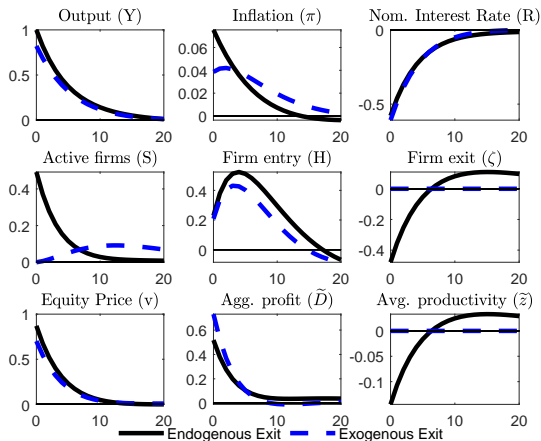 Output (Y) Inflation (π) Nom. Interest Rate (R)
1 0.5 0 0 10 20
0.06 0.04 0.02 0 0 10 20
0 -0.5 0 10 20
Active firms (S) Firm entry (H) Firm exit (ζ)
0.4 0.2 0 0 10 20
0.4 0.2 0 0 10 20
0 -0.2 -0.4 0 10 20
Equity Price (v) Agg. profit (D̃) Avg. productivity (z̃)
1 0.5 0 0 10 20
0.6 0.4 0.2 0 0 10 20
0 -0.05 -0.1 0 10 20
Endogenous Exit Exogenous Exit